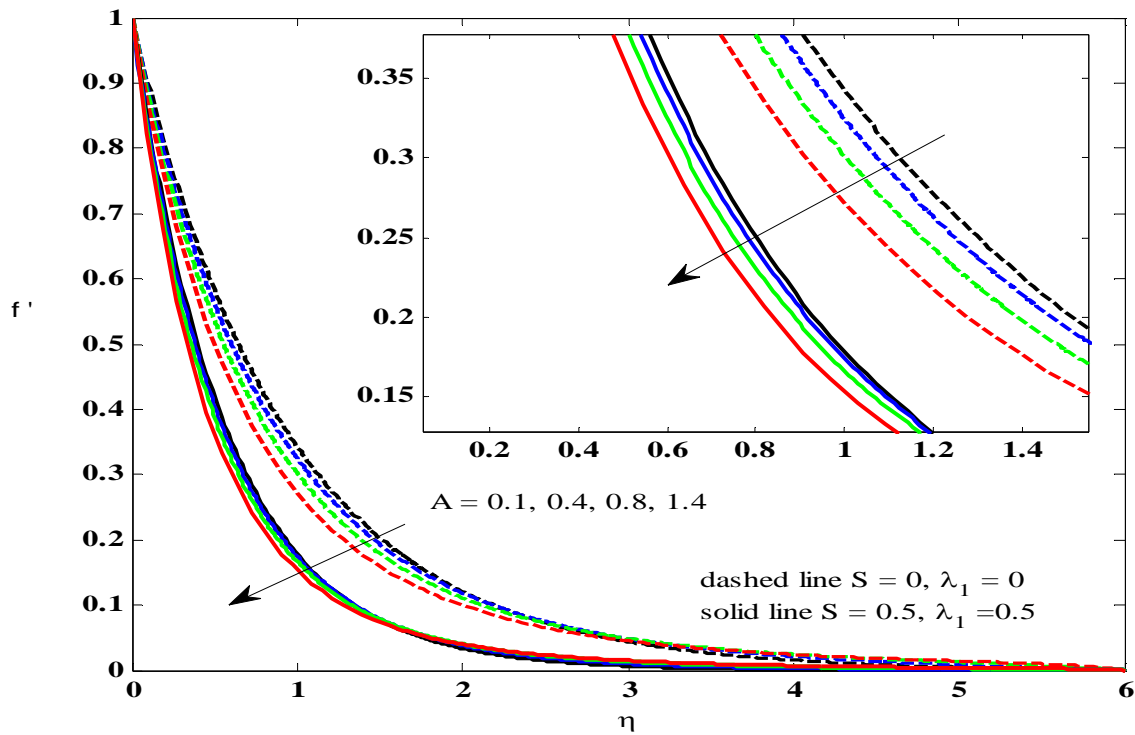 1
0.9
0.8
0.7
0.6
0.5
0.4
0.3
0.2
0.1
0
f '
0.35
0.3
0.25
0.2
0.15
0.2 0.4 0.6 0.8 1 1.2 1.4
A = 0.1, 0.4, 0.8, 1.4
dashed line S = 0, λ₁ = 0
solid line S = 0.5, λ₁ =0.5
0 1 2 3 4 5 6
η